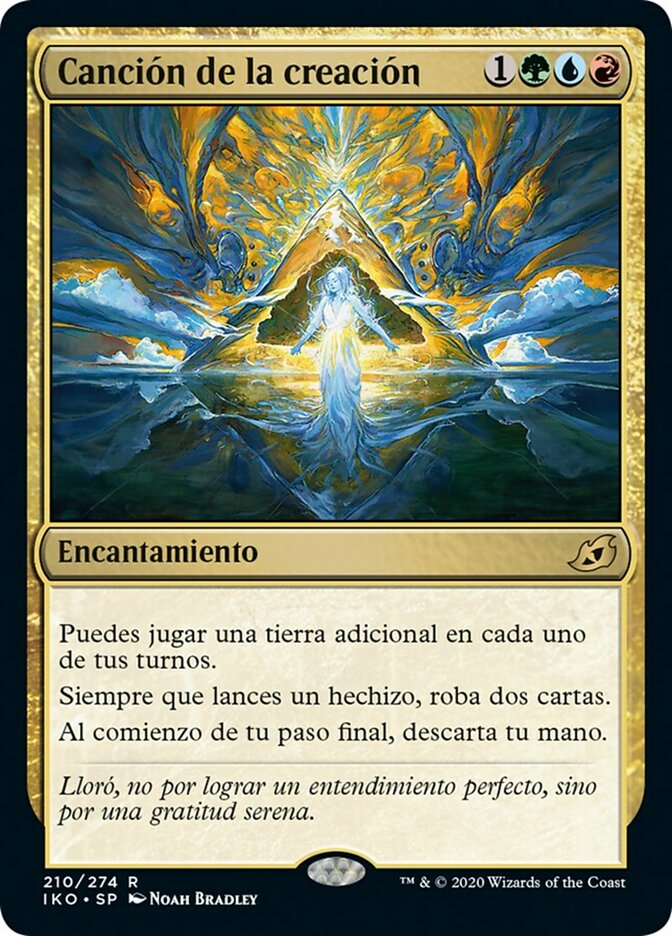 Canción de la creación 1
Encantamiento
Puedes jugar una tierra adicional en cada uno
de tus turnos.
Siempre que lances un hechizo, roba dos cartas.
Al comienzo de tu paso final, descarta tu mano.
Lloró, no por lograr un entendimiento perfecto, sino
por una gratitud serena.
210/274 R
IKO • SP NOAH BRADLEY
™ & © 2020 Wizards of the Coast